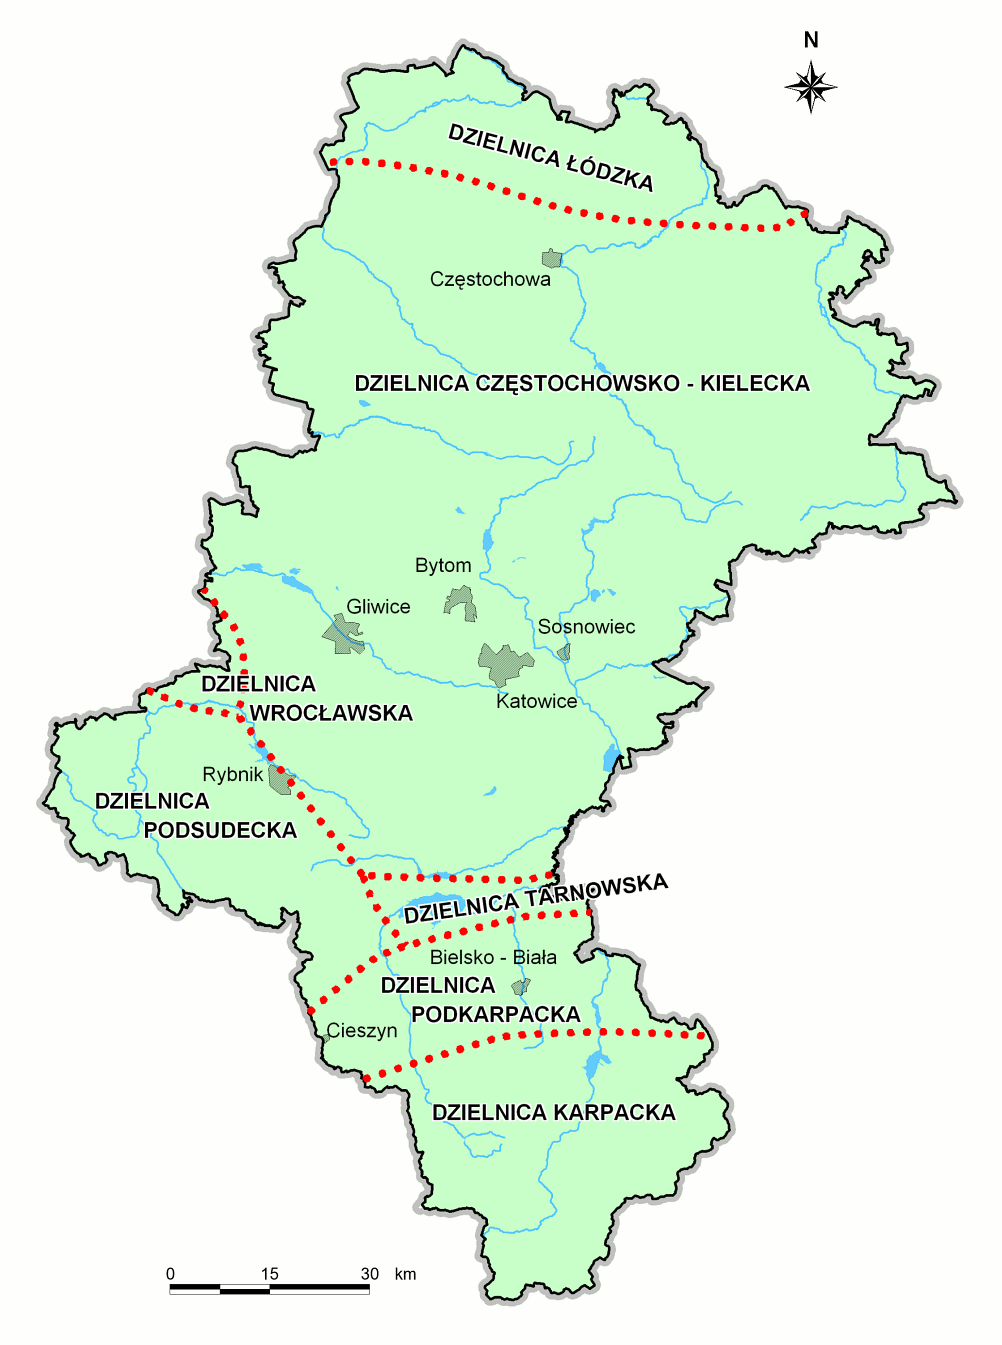 N
DZIELNICA ŁÓDZKA
Częstochowa
DZIELNICA CZĘSTOCHOWSKO - KIELECKA
Bytom
Gliwice
Sosnowiec
Katowice
DZIELNICA
WROCŁAWSKA
Rybnik
DZIELNICA
PODSUDECKA
DZIELNICA TARNOWSKA
Bielsko - Biała
DZIELNICA
PODKARPACKA
Cieszyn
DZIELNICA KARPACKA
0 15 30 km